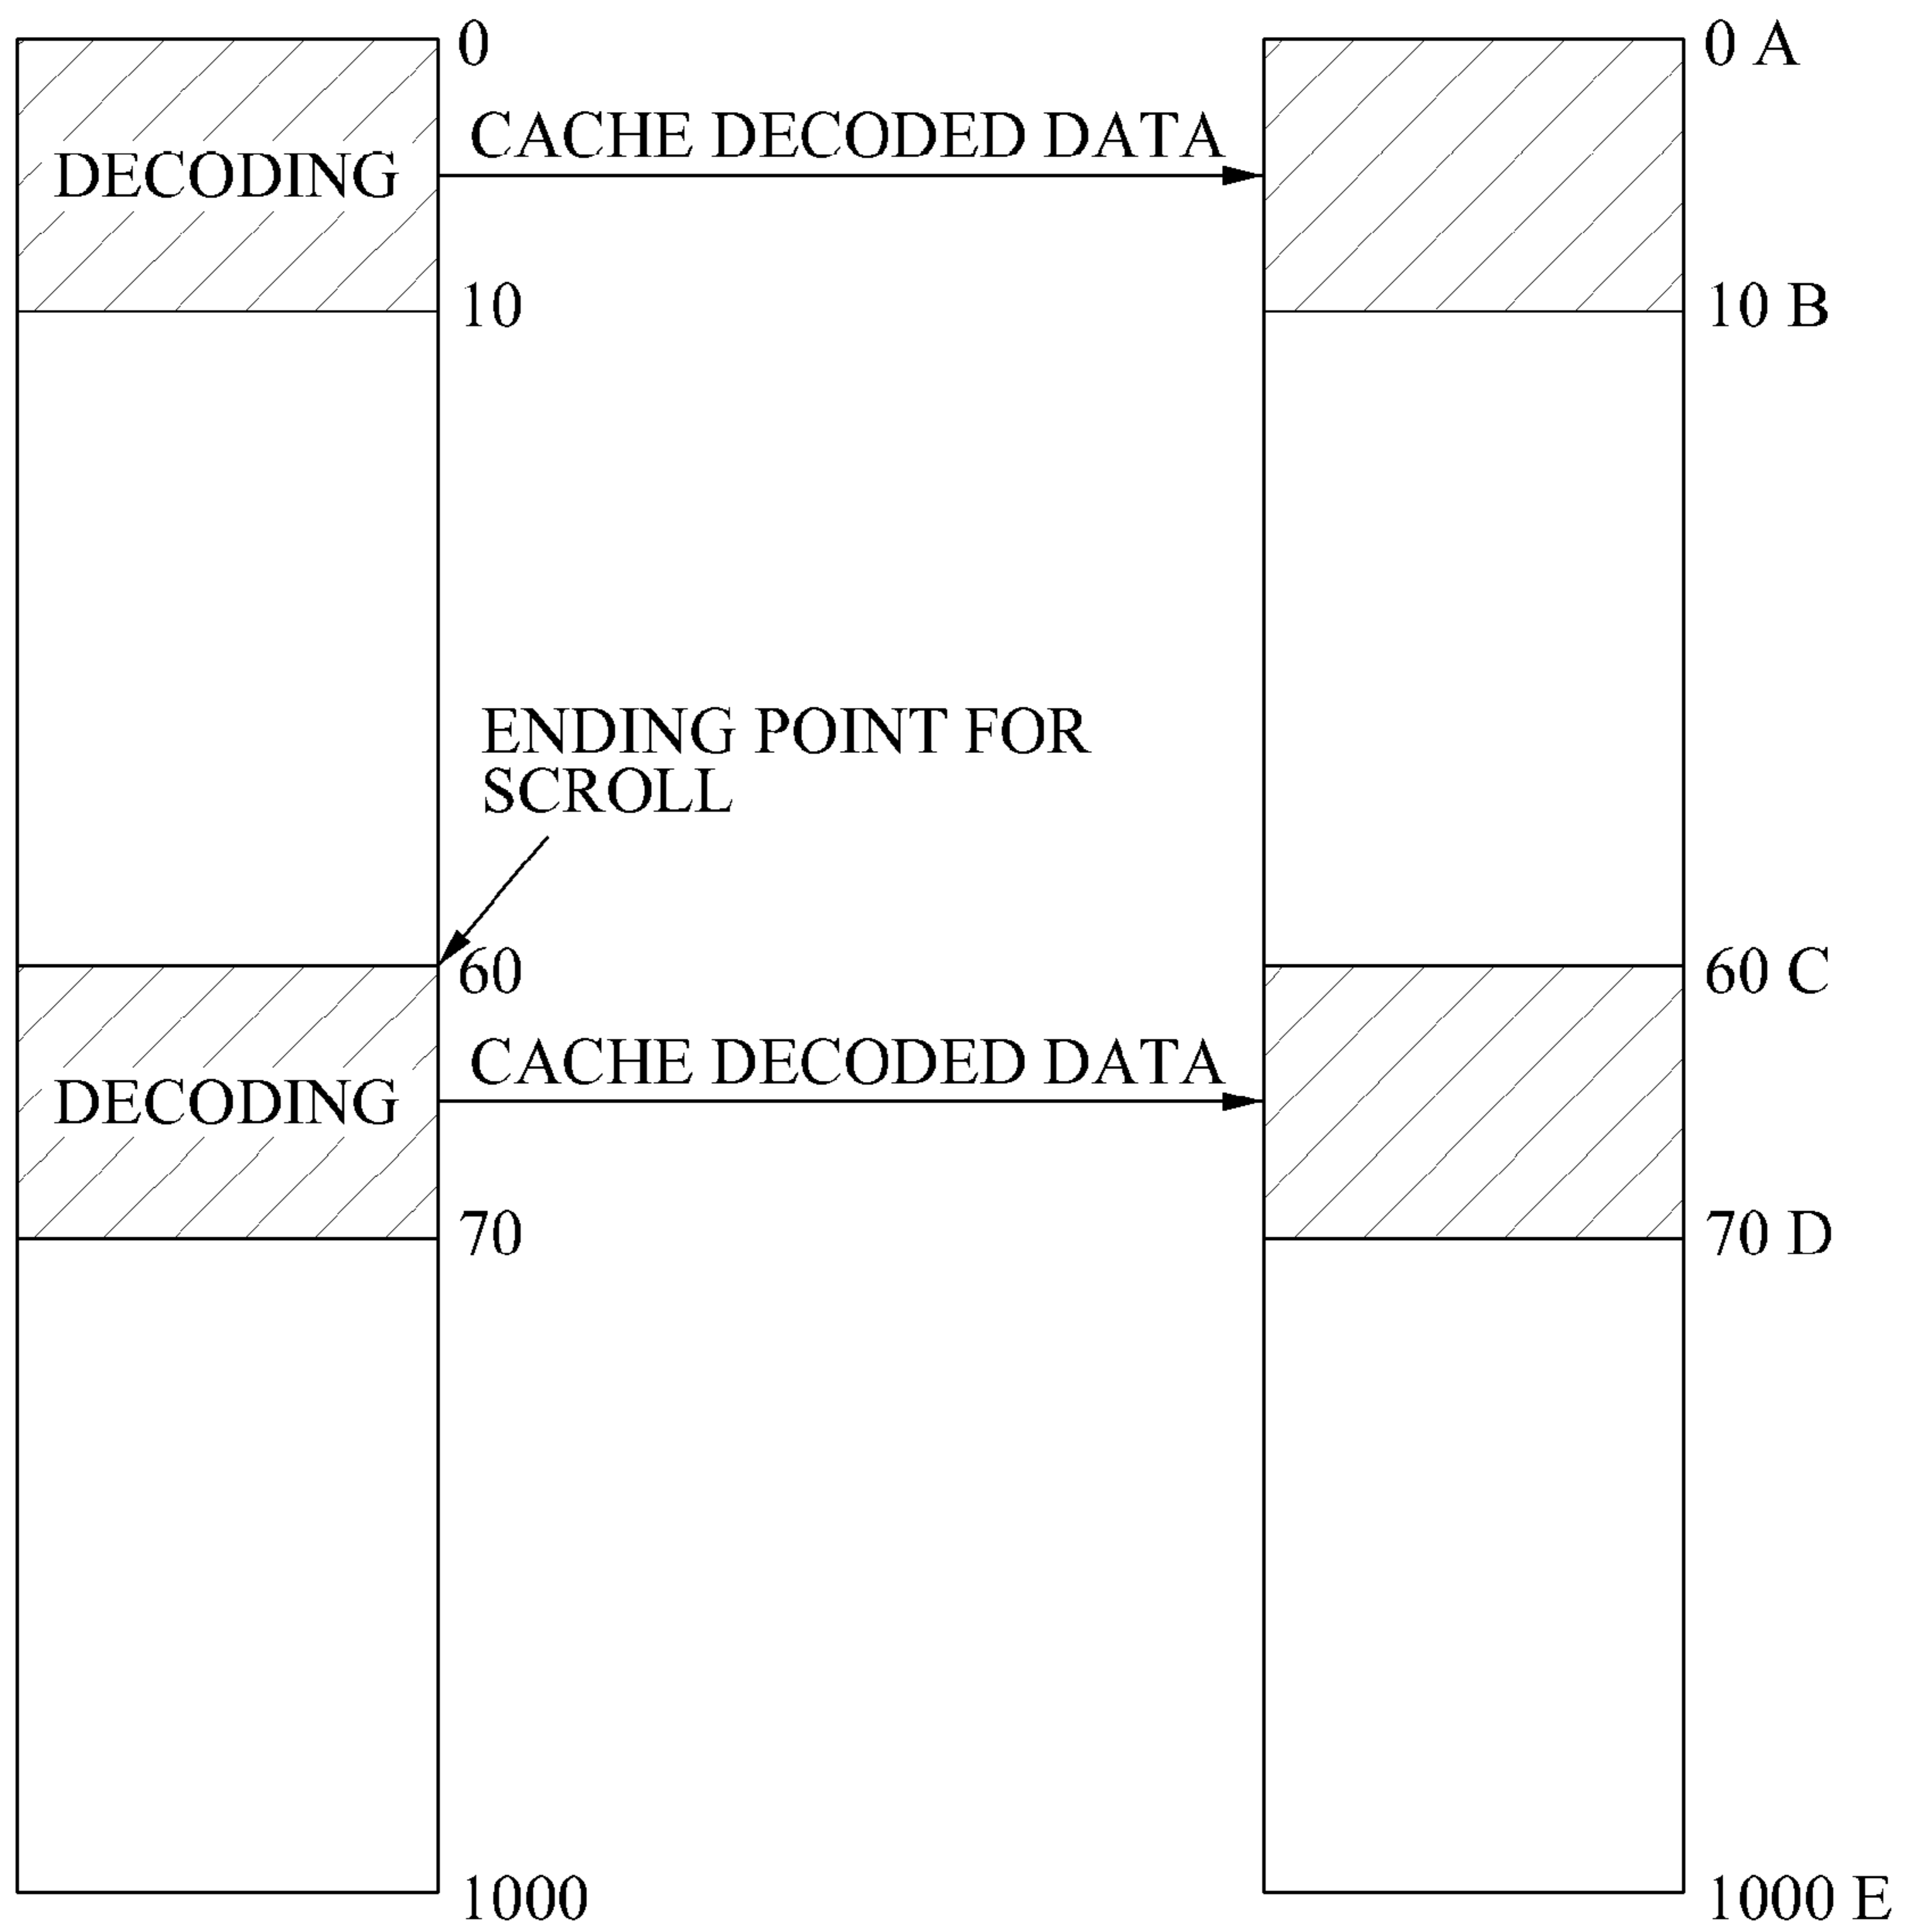 0
0 A
CACHE DECODED DATA
DECODING
10
10 B
ENDING POINT FOR
SCROLL
60
60 C
CACHE DECODED DATA
DECODING
70
70 D
1000
1000 E